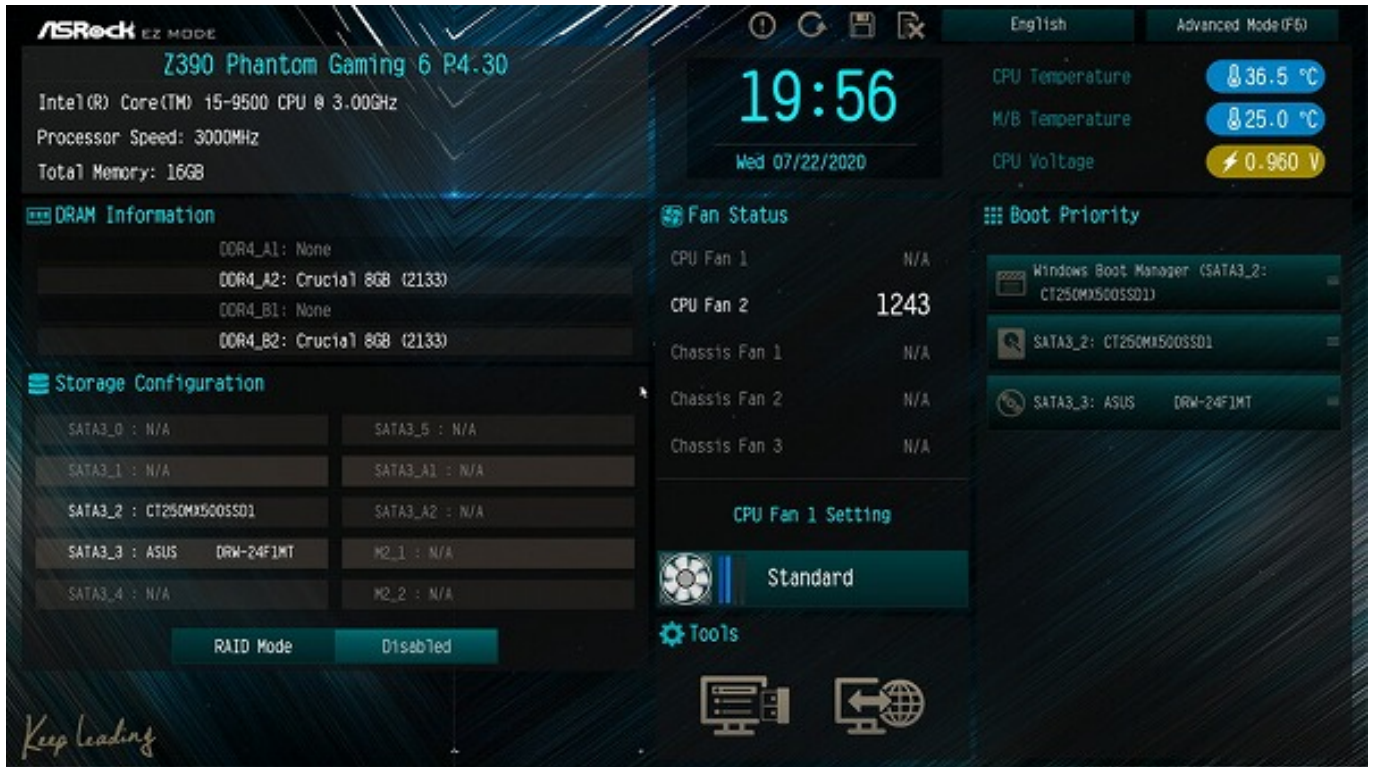 ASRock EZ MODE
English
Advanced Mode(F6)
Z390 Phantom Gaming 6 P4.30
Intel(R) Core(TM) i5-9500 CPU @ 3.00GHz
Processor Speed: 3000MHz
Total Memory: 16GB
19:56
Wed 07/22/2020
CPU Temperature
36.5 °C
M/B Temperature
25.0 °C
CPU Voltage
0.960 V
DRAM Information
DDR4_A1: None
DDR4_A2: Crucial 8GB (2133)
DDR4_B1: None
DDR4_B2: Crucial 8GB (2133)
Storage Configuration
SATA3_0 : N/A
SATA3_5 : N/A
SATA3_1 : N/A
SATA3_A1 : N/A
SATA3_2 : CT250MX500SSD1
SATA3_A2 : N/A
SATA3_3 : ASUS DRW-24F1MT
M2_1 : N/A
SATA3_4 : N/A
M2_2 : N/A
RAID Mode
Disabled
Fan Status
CPU Fan 1 N/A
CPU Fan 2 1243
Chassis Fan 1 N/A
Chassis Fan 2 N/A
Chassis Fan 3 N/A
CPU Fan 1 Setting
Standard
Tools
Boot Priority
Windows Boot Manager (SATA3_2:
CT250MX500SSD1)
SATA3_2: CT250MX500SSD1
SATA3_3: ASUS DRW-24F1MT
Keep Leading